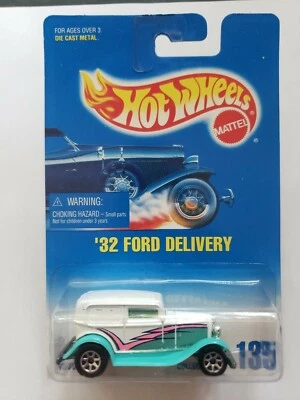 FOR AGES OVER 3
DIE CAST METAL
Hot Wheels
MATTEL
WARNING:
CHOKING HAZARD – Small parts.
Not for children under 3 years.
'32 FORD DELIVERY
135